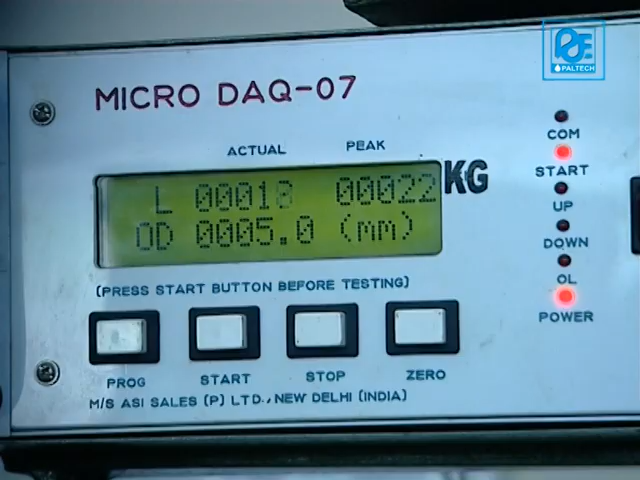 PALTECH
MICRO DAQ-07
COM
ACTUAL PEAK
START
L 00022 KG
UP
OD 0005.0 (mm)
DOWN
OL
(PRESS START BUTTON BEFORE TESTING)
POWER
PROG START STOP ZERO
M/S ASI SALES (P) LTD., NEW DELHI (INDIA)